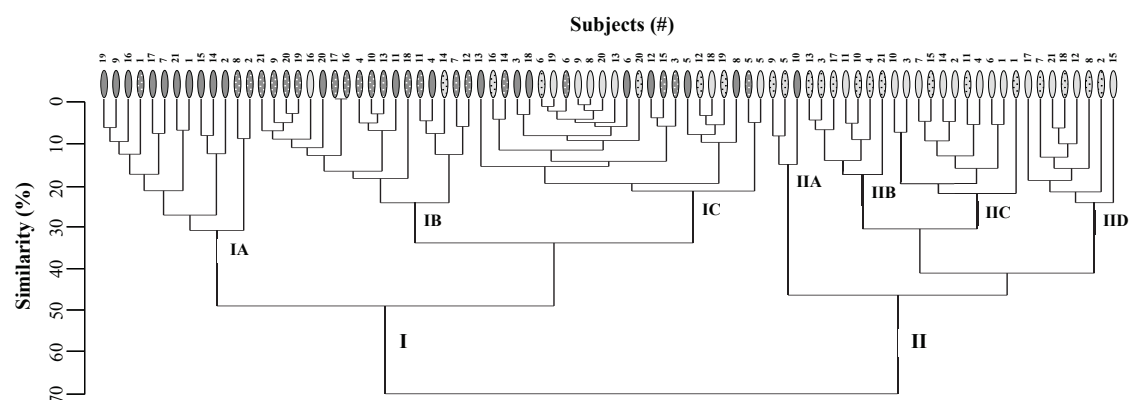 Subjects (#)
19 9 16 1 17 7 21 1 15 14 2 8 2 21 9 20 19 16 20 17 16 4 10 13 11 18 11 4 14 7 12 13 16 14 3 18 6 19 6 9 8 20 13 6 20 12 15 3 5 12 18 19 8 5 5 9 5 10 13 3 17 11 10 4 21 10 3 7 15 14 2 11 4 6 1 1 17 7 21 18 12 8 2 15
Similarity (%)
0
10
20
30
40
50
60
70
IA
IB
IC
IIA
IIB
IIC
IID
I
II